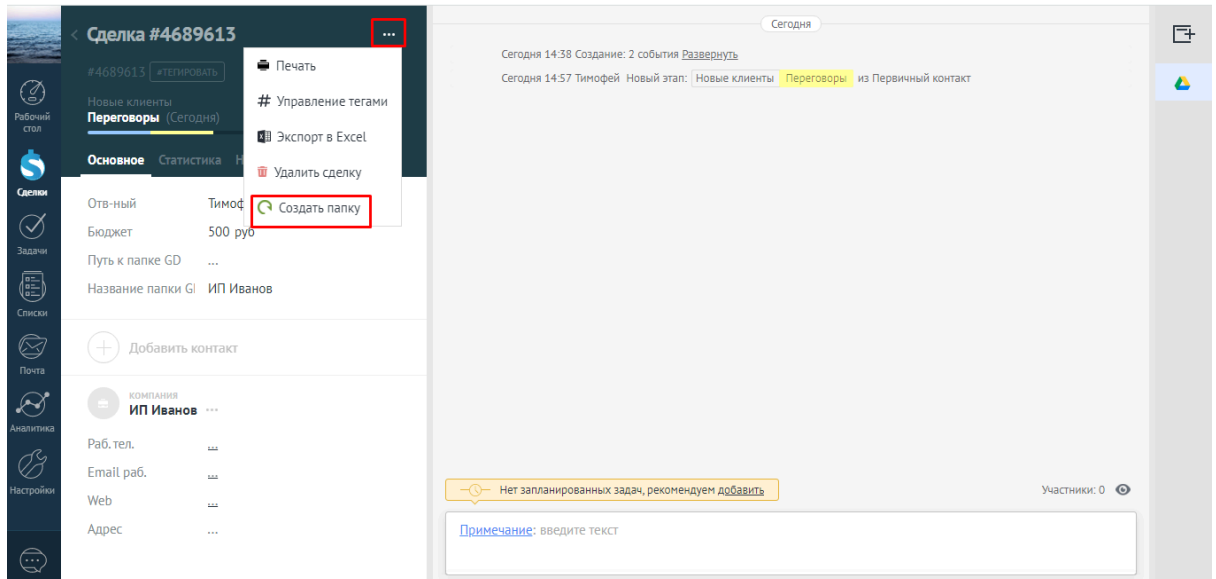 Рабочий
стол
Сделки
Задачи
Списки
Почта
Аналитика
Настройки
Сделка #4689613
...
#4689613 #ТЕГИРОВАТЬ
Новые клиенты
Переговоры (Сегодня)
Основное Статистика Н
Печать
# Управление тегами
Экспорт в Excel
Удалить сделку
Создать папку
Отв-ный Тимоф
Бюджет 500 руб
Путь к папке GD ...
Название папки G ИП Иванов
Добавить контакт
КОМПАНИЯ
ИП Иванов ...
Раб. тел. ...
Email раб. ...
Web ...
Адрес ...
Сегодня
Сегодня 14:38 Создание: 2 события Развернуть
Сегодня 14:57 Тимофей Новый этап: Новые клиенты Переговоры из Первичный контакт
Нет запланированных задач, рекомендуем добавить
Участники: 0
Примечание: введите текст